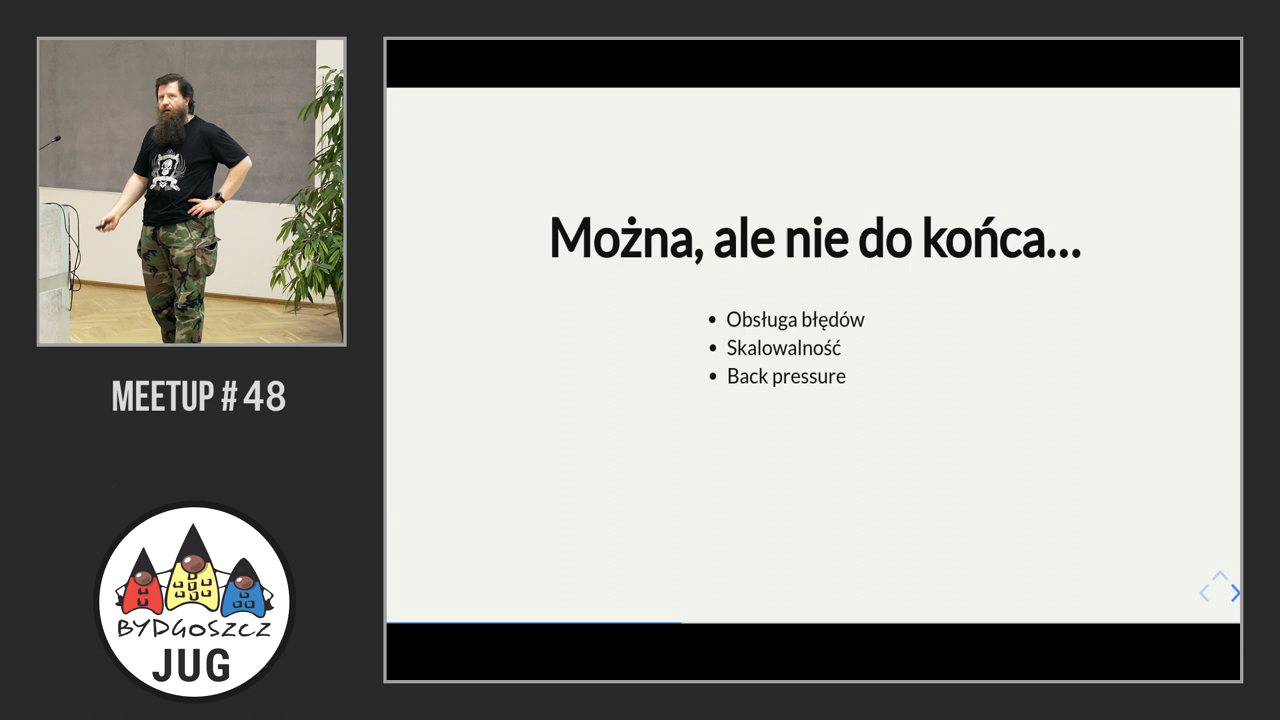 MEETUP # 48
BYDGOSZCZ
JUG
Można, ale nie do końca...
Obsługa błędów
Skalowalność
Back pressure